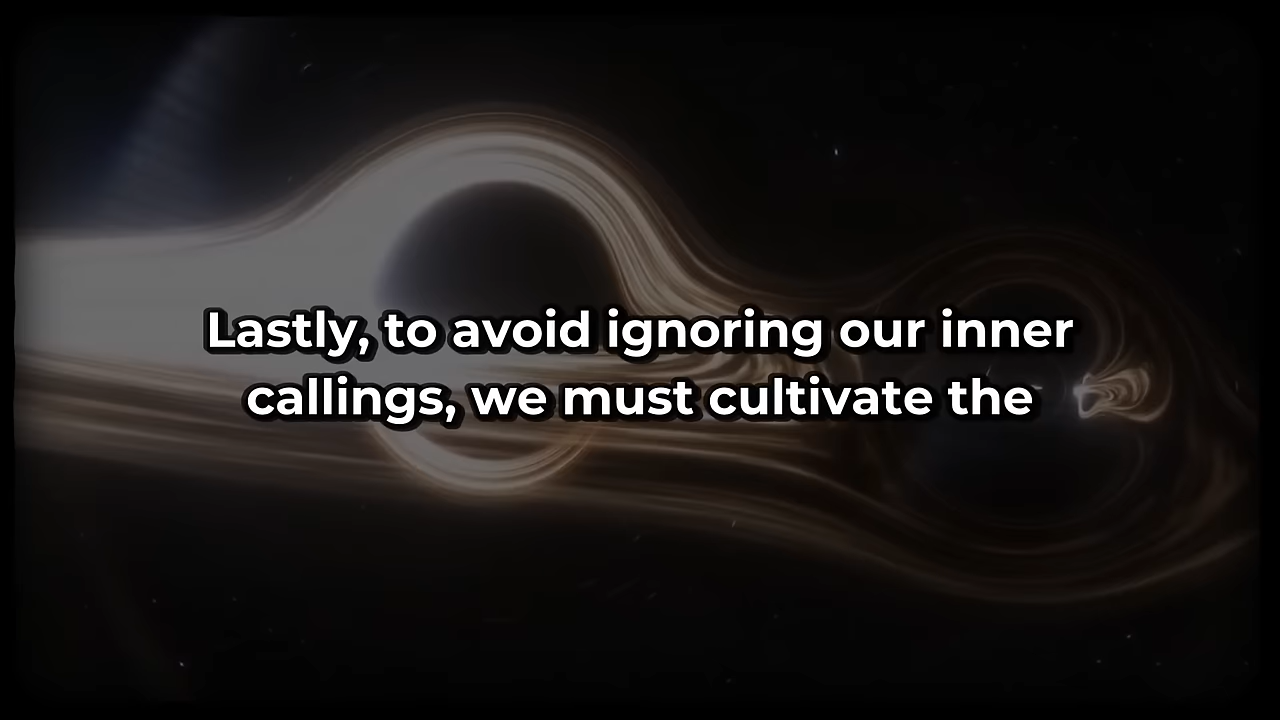 Lastly, to avoid ignoring our inner
callings, we must cultivate the